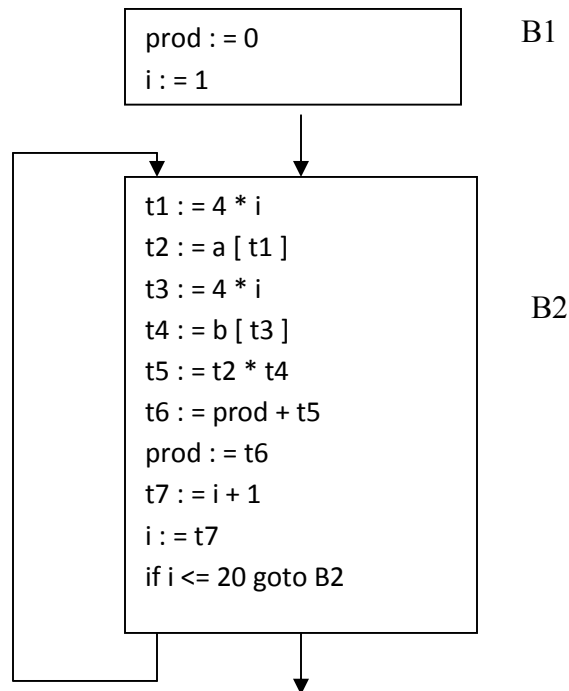 prod : = 0
i : = 1
B1
t1 : = 4 * i
t2 : = a [ t1 ]
t3 : = 4 * i
t4 : = b [ t3 ]
t5 : = t2 * t4
t6 : = prod + t5
prod : = t6
t7 : = i + 1
i : = t7
if i <= 20 goto B2
B2